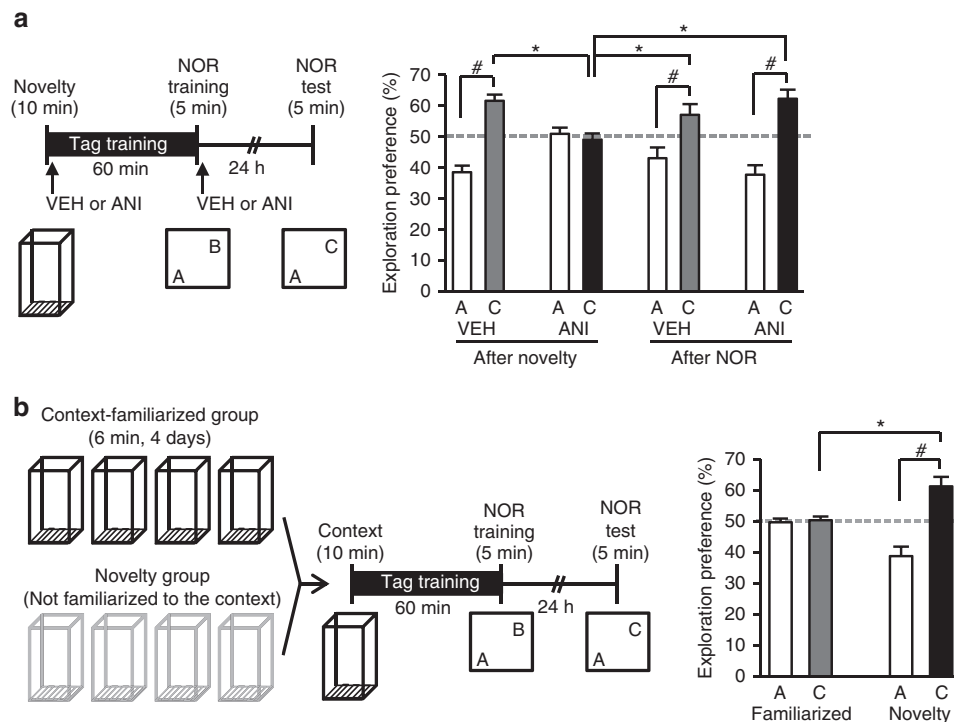 a
Novelty
(10 min)
NOR
training
(5 min)
NOR
test
(5 min)
Tag training
60 min
24 h
VEH or ANI
VEH or ANI
B
A
C
A
Exploration preference (%)
70
60
50
40
30
20
10
0
#
*
*
#
*
#
A C A C A C A C
VEH ANI VEH ANI
After novelty After NOR
b
Context-familiarized group
(6 min, 4 days)
Novelty group
(Not familiarized to the context)
Context
(10 min)
NOR
training
(5 min)
NOR
test
(5 min)
Tag training
60 min
24 h
B
A
C
A
Exploration preference (%)
70
60
50
40
30
20
10
0
*
#
A C A C
Familiarized Novelty